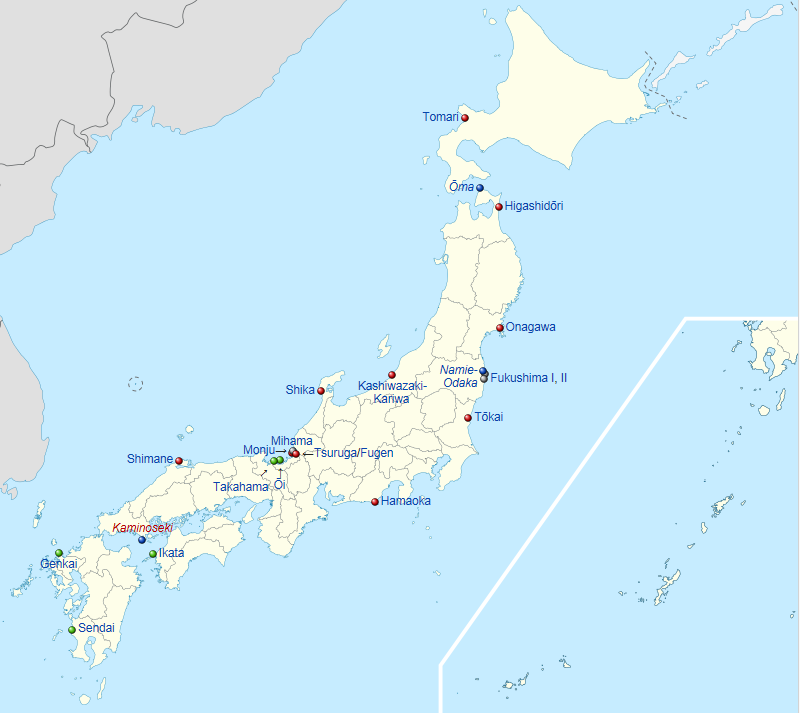 Tomari
Ōma
Higashidōri
Onagawa
Namie-
Odaka
Fukushima I, II
Kashiwazaki-
Kariwa
Shika
Tōkai
Mihama
Monju→
←Tsuruga/Fugen
Shimane
Takahama
Ōi
Hamaoka
Kaminoseki
Ikata
Genkai
Sendai